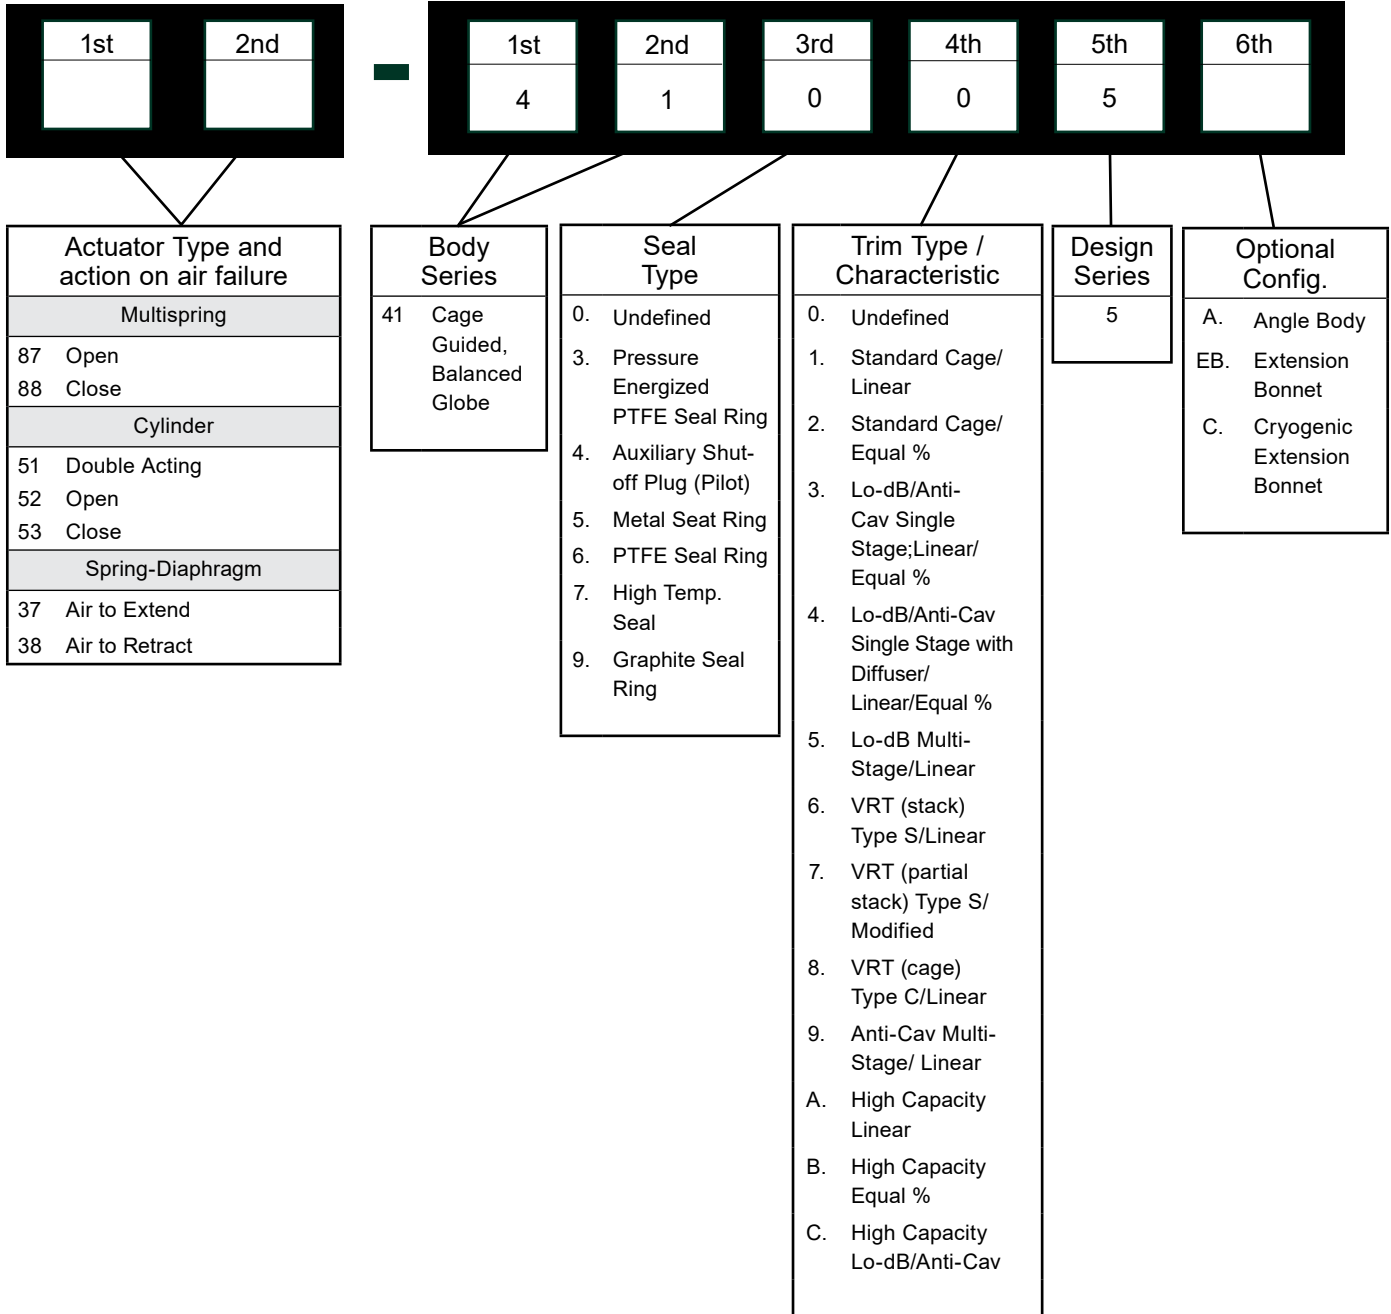 1st 2nd
1st 2nd 3rd 4th 5th 6th
4 1 0 0 5
Actuator Type and
action on air failure
Multispring
87 Open
88 Close
Cylinder
51 Double Acting
52 Open
53 Close
Spring-Diaphragm
37 Air to Extend
38 Air to Retract
Body
Series
41 Cage
Guided,
Balanced
Globe
Seal
Type
0. Undefined
3. Pressure
Energized
PTFE Seal Ring
4. Auxiliary Shut-
off Plug (Pilot)
5. Metal Seat Ring
6. PTFE Seal Ring
7. High Temp.
Seal
9. Graphite Seal
Ring
Trim Type /
Characteristic
0. Undefined
1. Standard Cage/
Linear
2. Standard Cage/
Equal %
3. Lo-dB/Anti-
Cav Single
Stage;Linear/
Equal %
4. Lo-dB/Anti-Cav
Single Stage with
Diffuser/
Linear/Equal %
5. Lo-dB Multi-
Stage/Linear
6. VRT (stack)
Type S/Linear
7. VRT (partial
stack) Type S/
Modified
8. VRT (cage)
Type C/Linear
9. Anti-Cav Multi-
Stage/ Linear
A. High Capacity
Linear
B. High Capacity
Equal %
C. High Capacity
Lo-dB/Anti-Cav
Design
Series
5
Optional
Config.
A. Angle Body
EB. Extension
Bonnet
C. Cryogenic
Extension
Bonnet